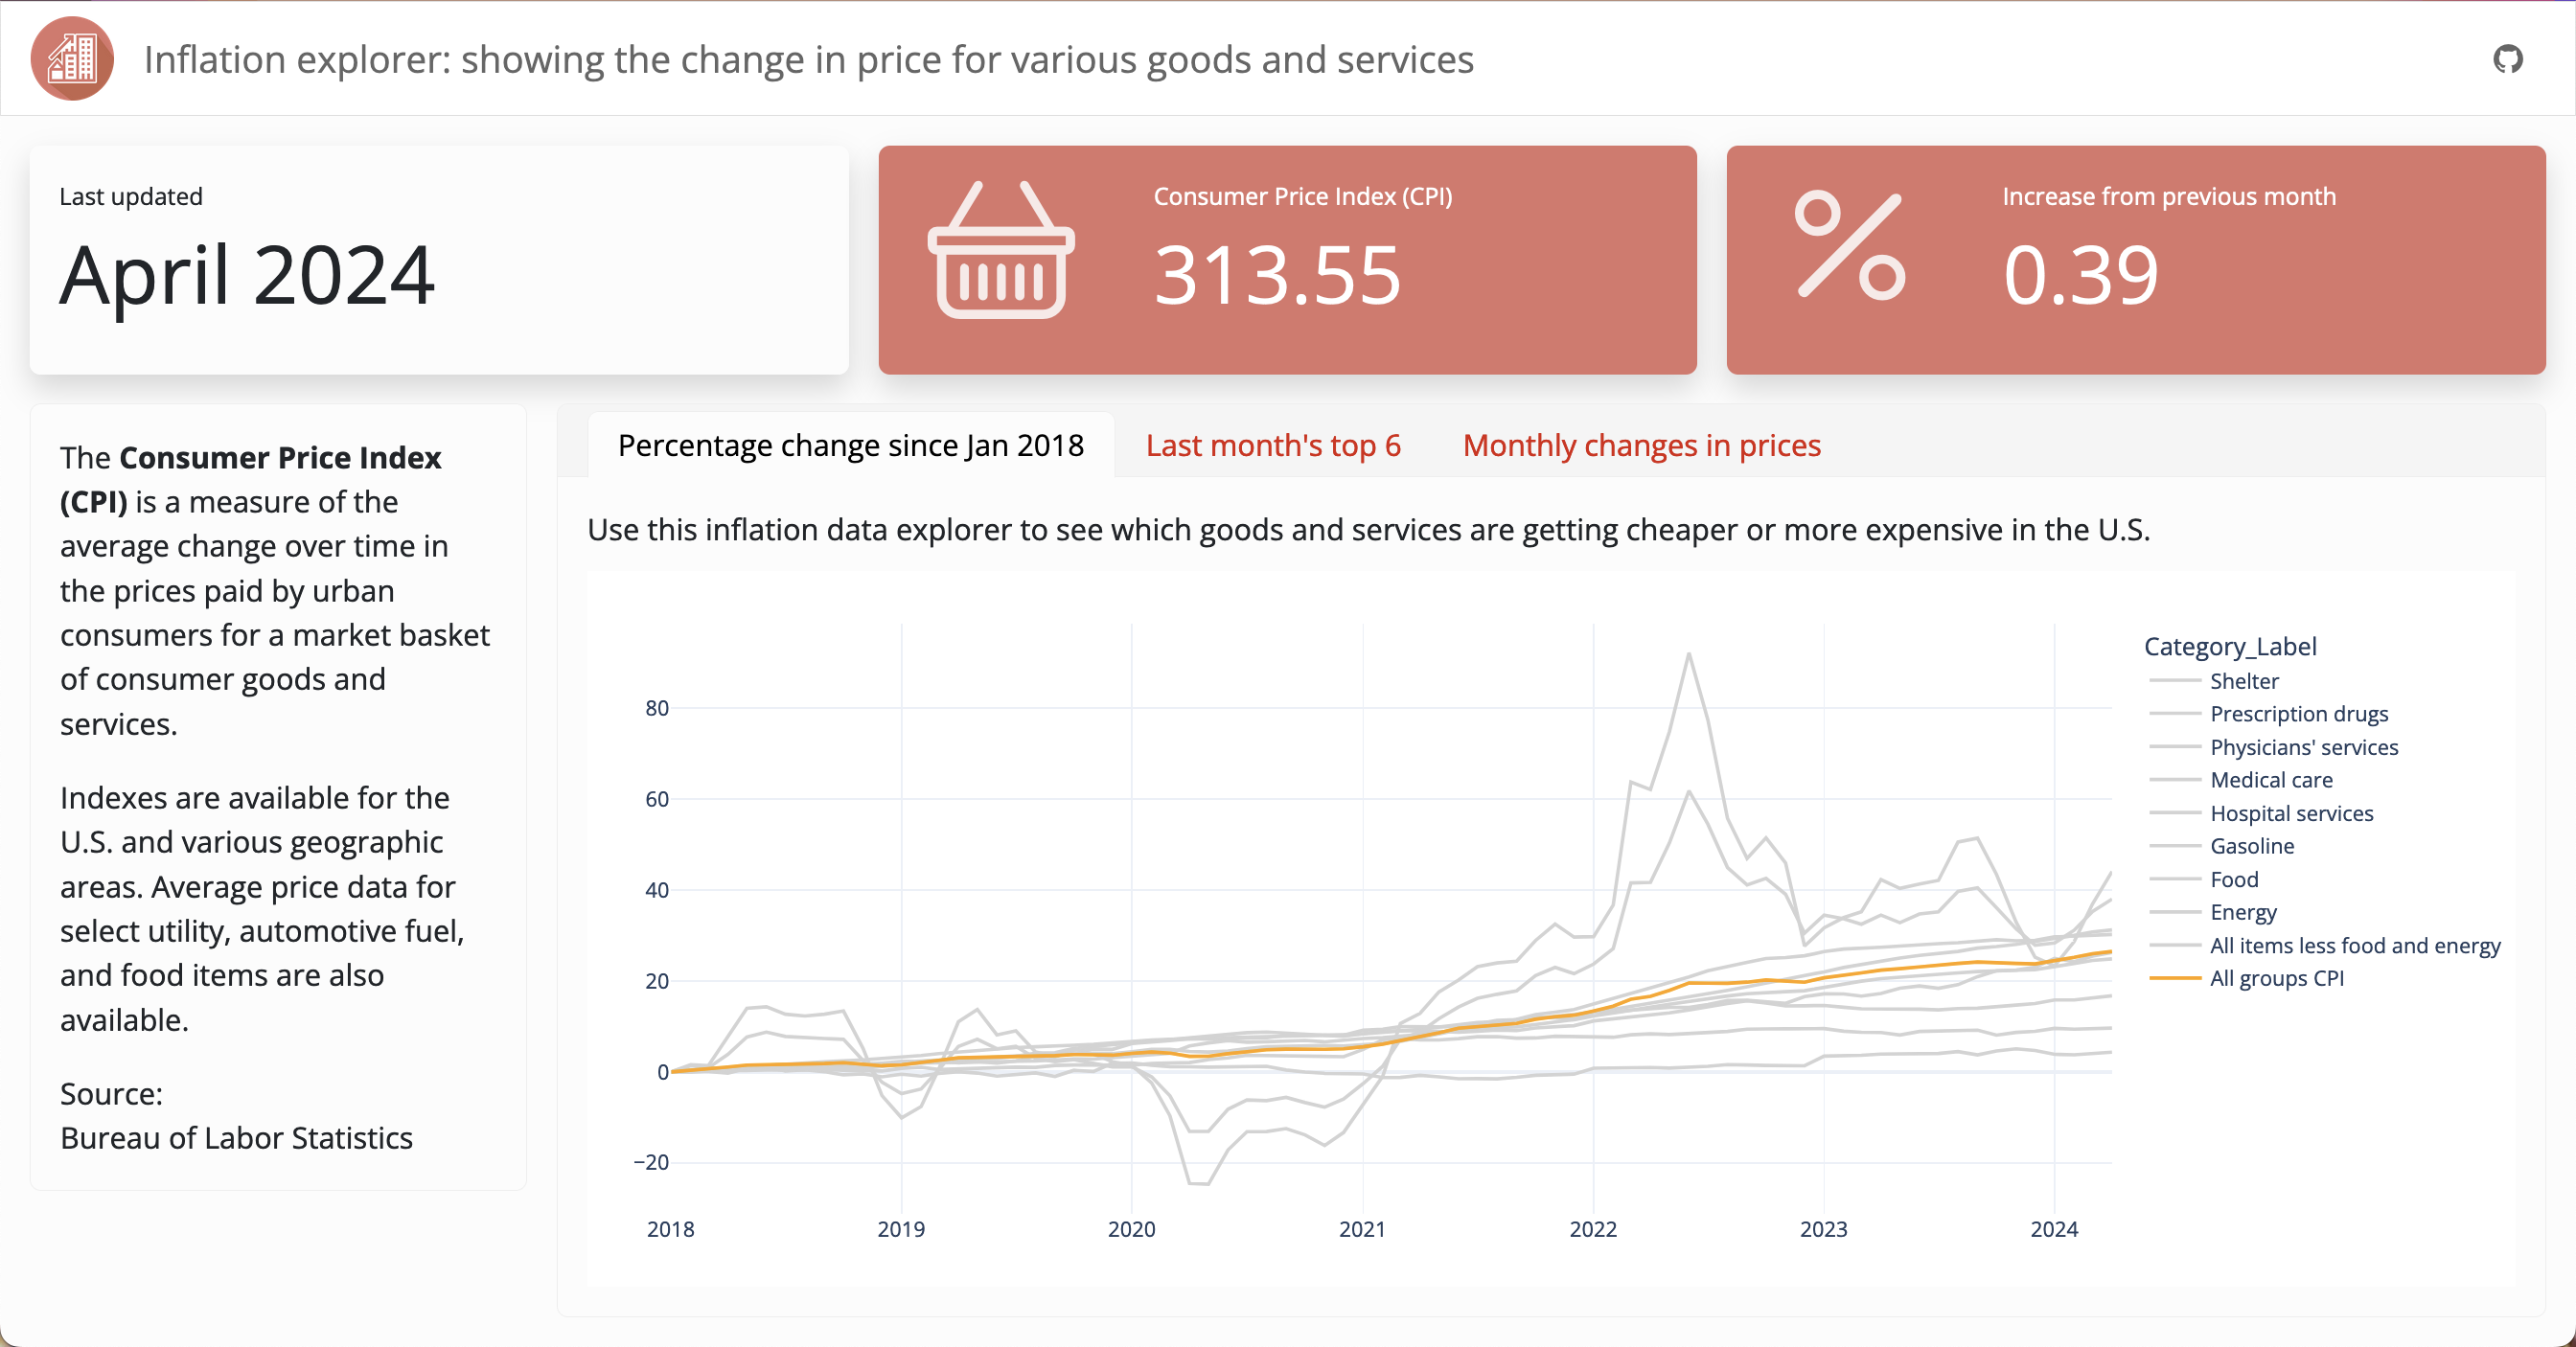 Inflation explorer: showing the change in price for various goods and services
Last updated
April 2024
Consumer Price Index (CPI)
313.55
Increase from previous month
0.39
The Consumer Price Index
(CPI) is a measure of the
average change over time in
the prices paid by urban
consumers for a market basket
of consumer goods and
services.
Indexes are available for the
U.S. and various geographic
areas. Average price data for
select utility, automotive fuel,
and food items are also
available.
Source:
Bureau of Labor Statistics
Percentage change since Jan 2018
Last month's top 6
Monthly changes in prices
Use this inflation data explorer to see which goods and services are getting cheaper or more expensive in the U.S.
80
60
40
20
0
−20
2018
2019
2020
2021
2022
2023
2024
Category_Label
Shelter
Prescription drugs
Physicians' services
Medical care
Hospital services
Gasoline
Food
Energy
All items less food and energy
All groups CPI